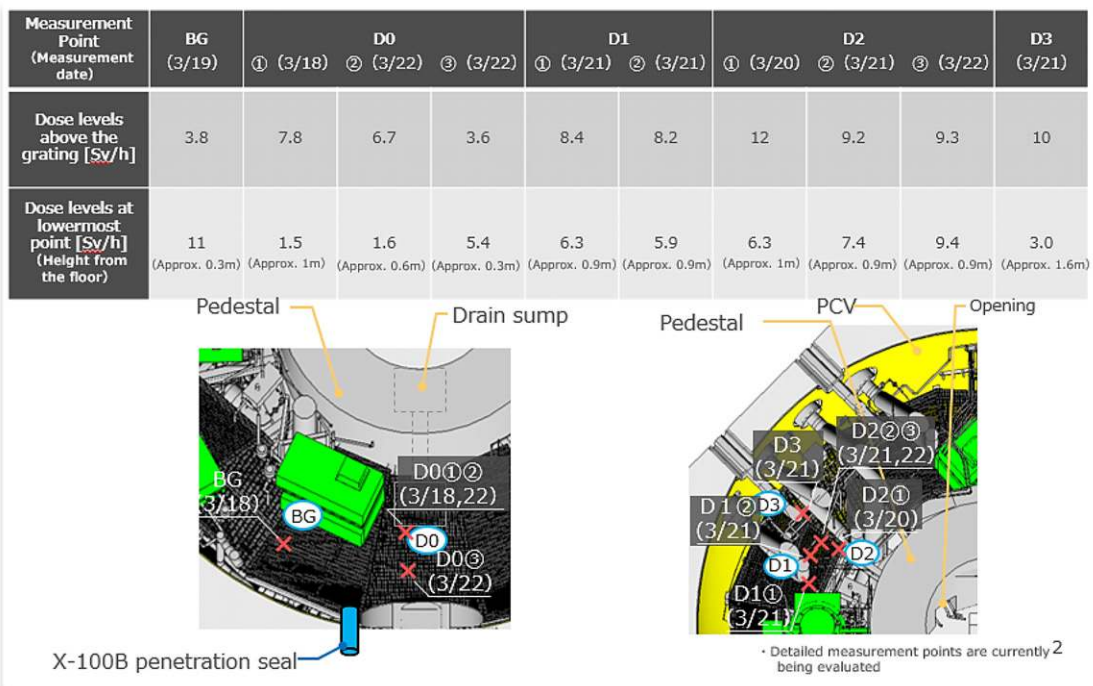 Measurement
Point
(Measurement
date)
BG
(3/19)
D0
① (3/18) ② (3/22) ③ (3/22)
D1
① (3/21) ② (3/21)
D2
① (3/20) ② (3/21) ③ (3/22)
D3
(3/21)
Dose levels
above the
grating [Sv/h]
3.8 7.8 6.7 3.6 8.4 8.2 12 9.2 9.3 10
Dose levels at
lowermost
point [Sv/h]
(Height from
the floor)
11 1.5 1.6 5.4 6.3 5.9 6.3 7.4 9.4 3.0
(Approx. 0.3m) (Approx. 1m) (Approx. 0.6m) (Approx. 0.3m) (Approx. 0.9m) (Approx. 0.9m) (Approx. 1m) (Approx. 0.9m) (Approx. 0.9m) (Approx. 1.6m)
Pedestal
Drain sump
BG
(3/18)
BG
D0①②
(3/18,22)
D0
D0③
(3/22)
X-100B penetration seal
Pedestal
PCV
Opening
D3
(3/21)
D2②③
(3/21,22)
D1②
(3/21)
D3
D2①
(3/20)
D1
D2
D1①
(3/21)
・Detailed measurement points are currently
being evaluated
2